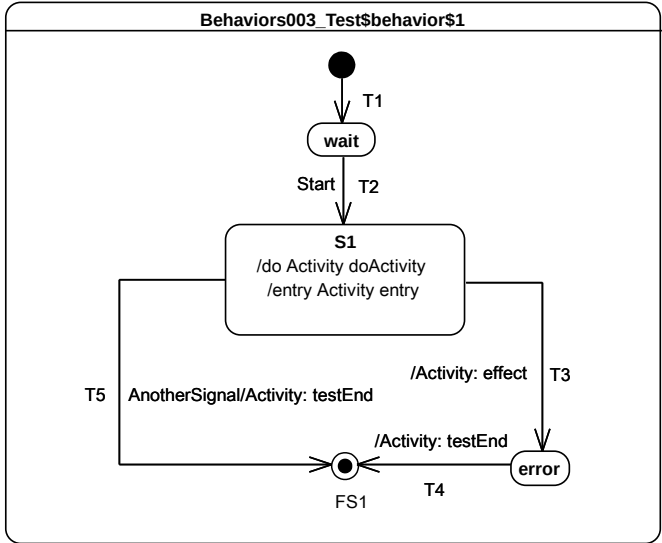 Behaviors003_Test$behavior$1
T1
wait
Start T2
S1
/do Activity doActivity
/entry Activity entry
/Activity: effect T3
T5 AnotherSignal/Activity: testEnd
/Activity: testEnd
error
T4
FS1